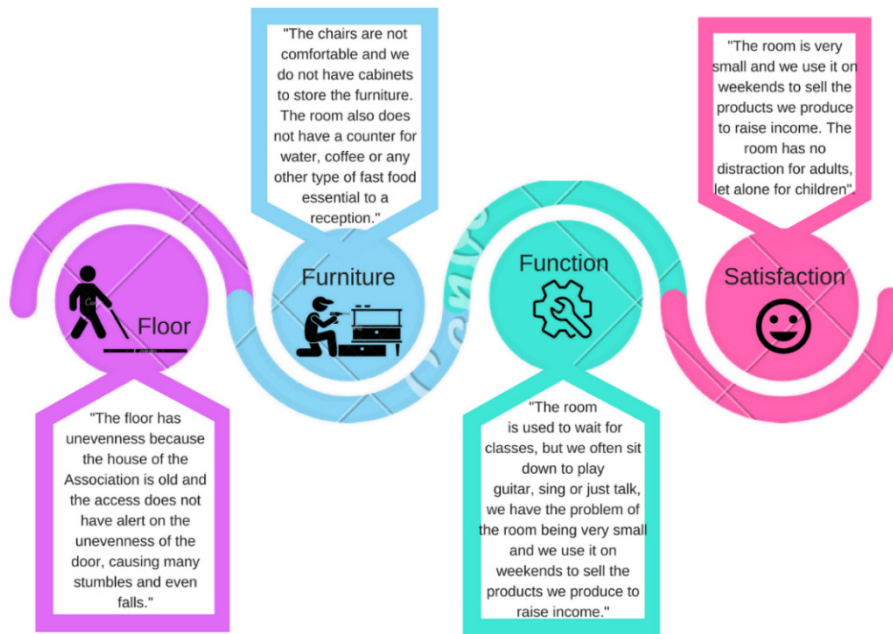 "The chairs are not
comfortable and we
do not have cabinets
to store the furniture.
The room also does
not have a counter for
water, coffee or any
other type of fast food
essential to a
reception."
"The room is very
small and we use it on
weekends to sell the
products we produce
to raise income. The
room has no
distraction for adults,
let alone for children".
Floor
Furniture
Function
Satisfaction
"The floor has
unevenness because
the house of the
Association is old and
the access does not
have alert on the
unevenness of the
door, causing many
stumbles and even
falls."
"The room
is used to wait for
classes, but we often sit
down to play
guitar, sing or just talk,
we have the problem of
the room being very small
and we use it on
weekends to sell the
products we produce to
raise income."
Canva